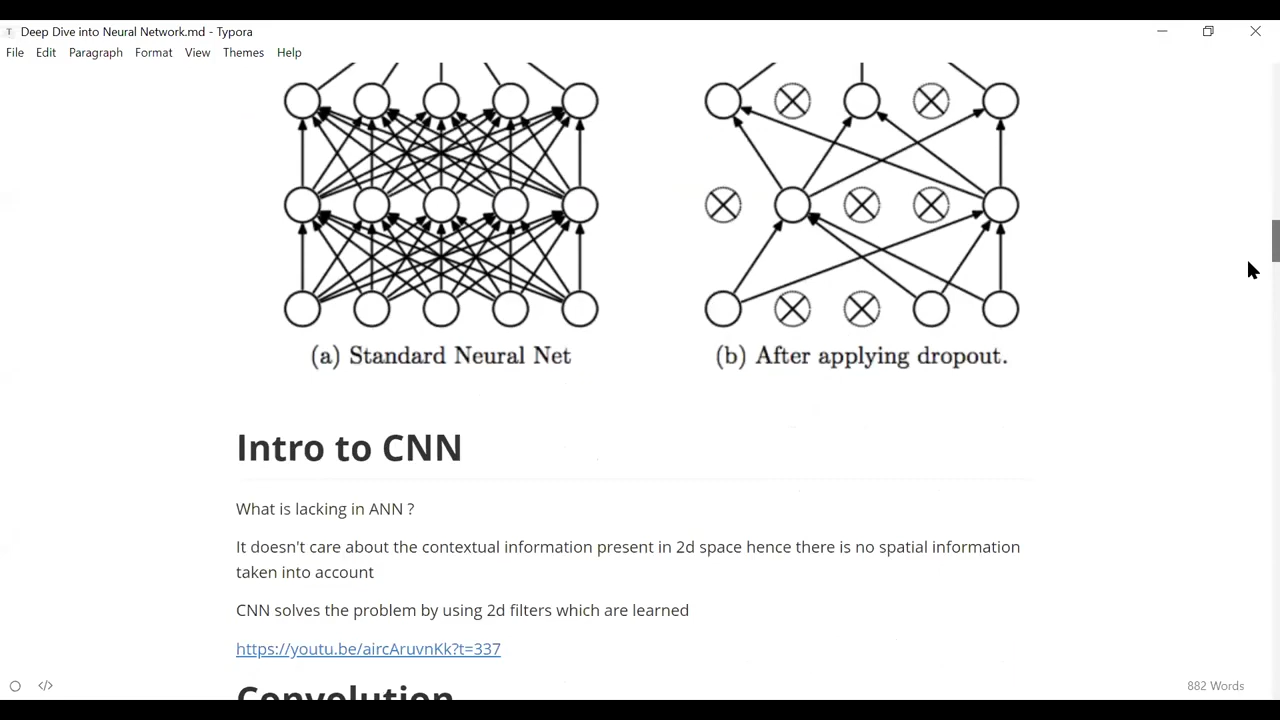 T Deep Dive into Neural Network.md - Typora
File Edit Paragraph Format View Themes Help
(a) Standard Neural Net
(b) After applying dropout.
Intro to CNN
What is lacking in ANN ?
It doesn't care about the contextual information present in 2d space hence there is no spatial information
taken into account
CNN solves the problem by using 2d filters which are learned
https://youtu.be/aircAruvnKk?t=337
Convolution
</> 882 Words